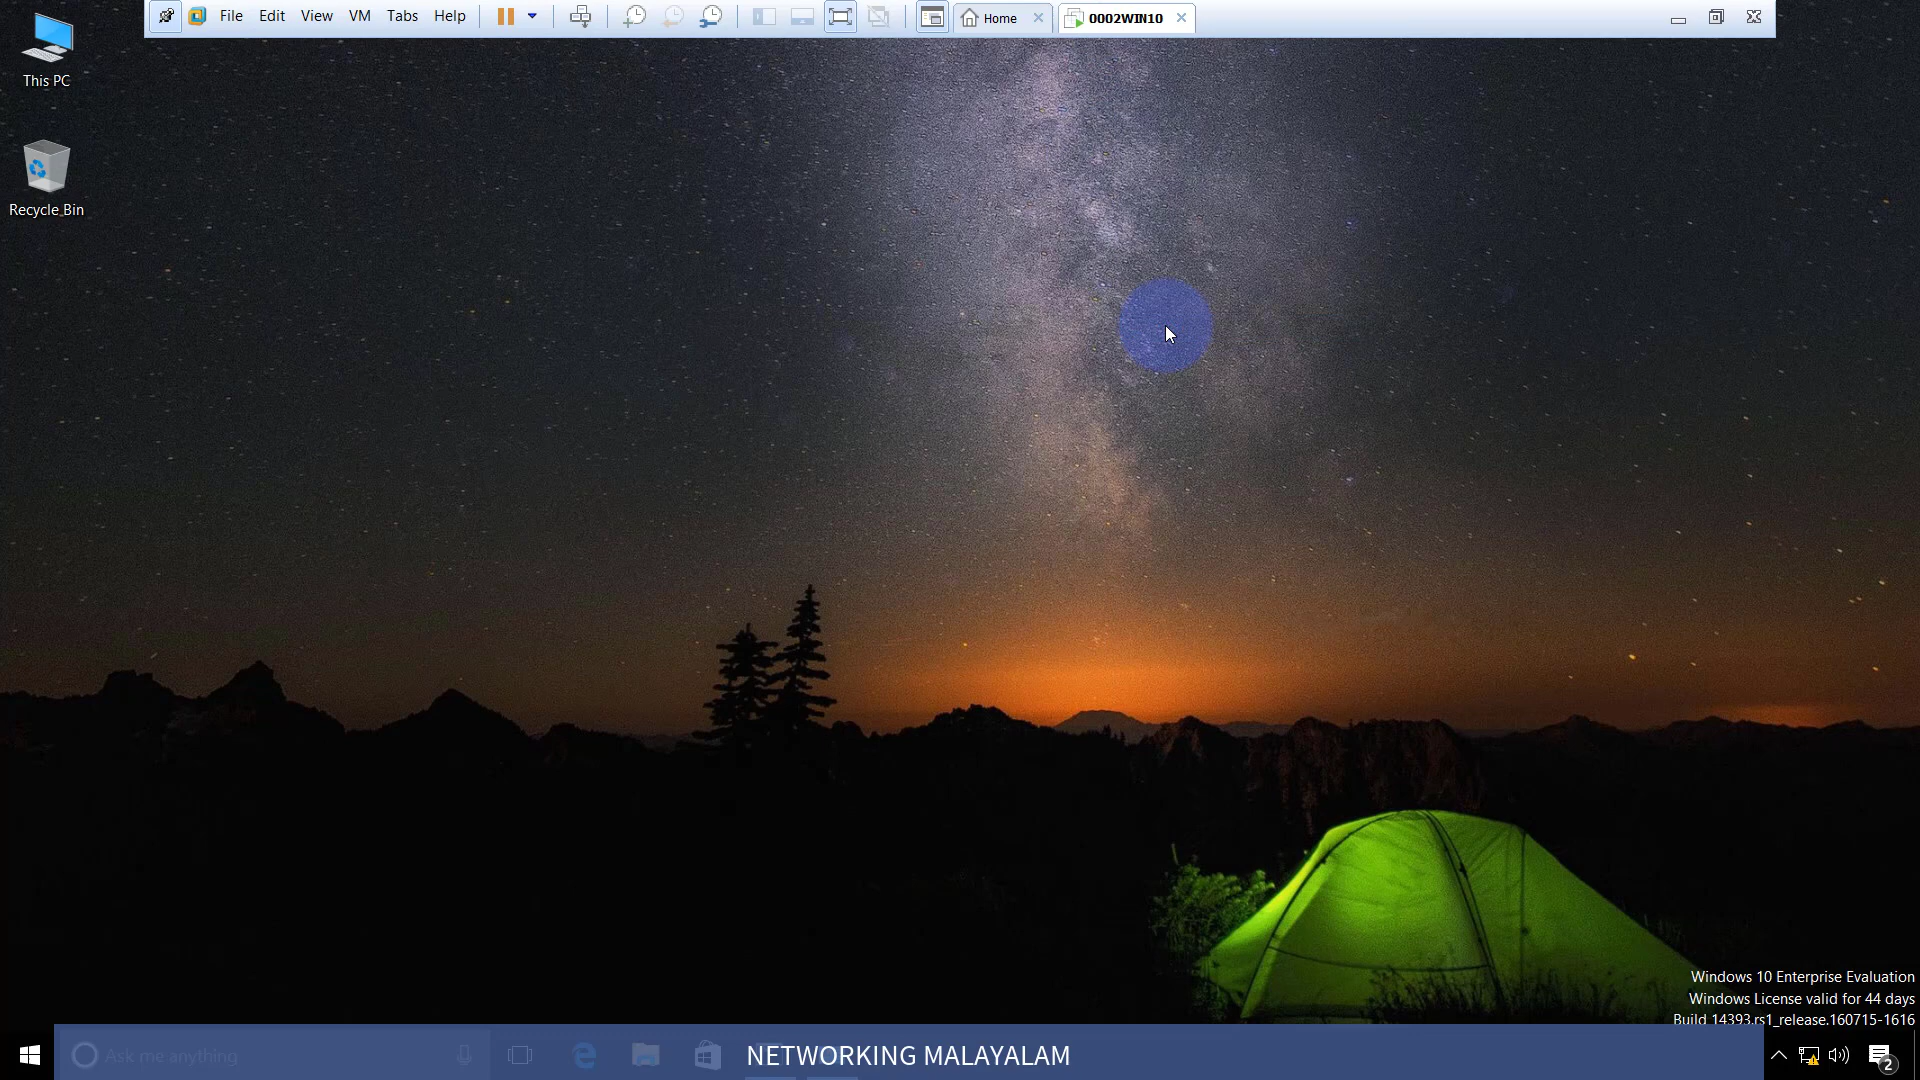 File Edit View VM Tabs Help Home 0002WIN10
This PC
Recycle Bin
Windows 10 Enterprise Evaluation
Windows License valid for 44 days
Build 14393.rs1_release.160715-1616
Ask me anything
NETWORKING MALAYALAM
2